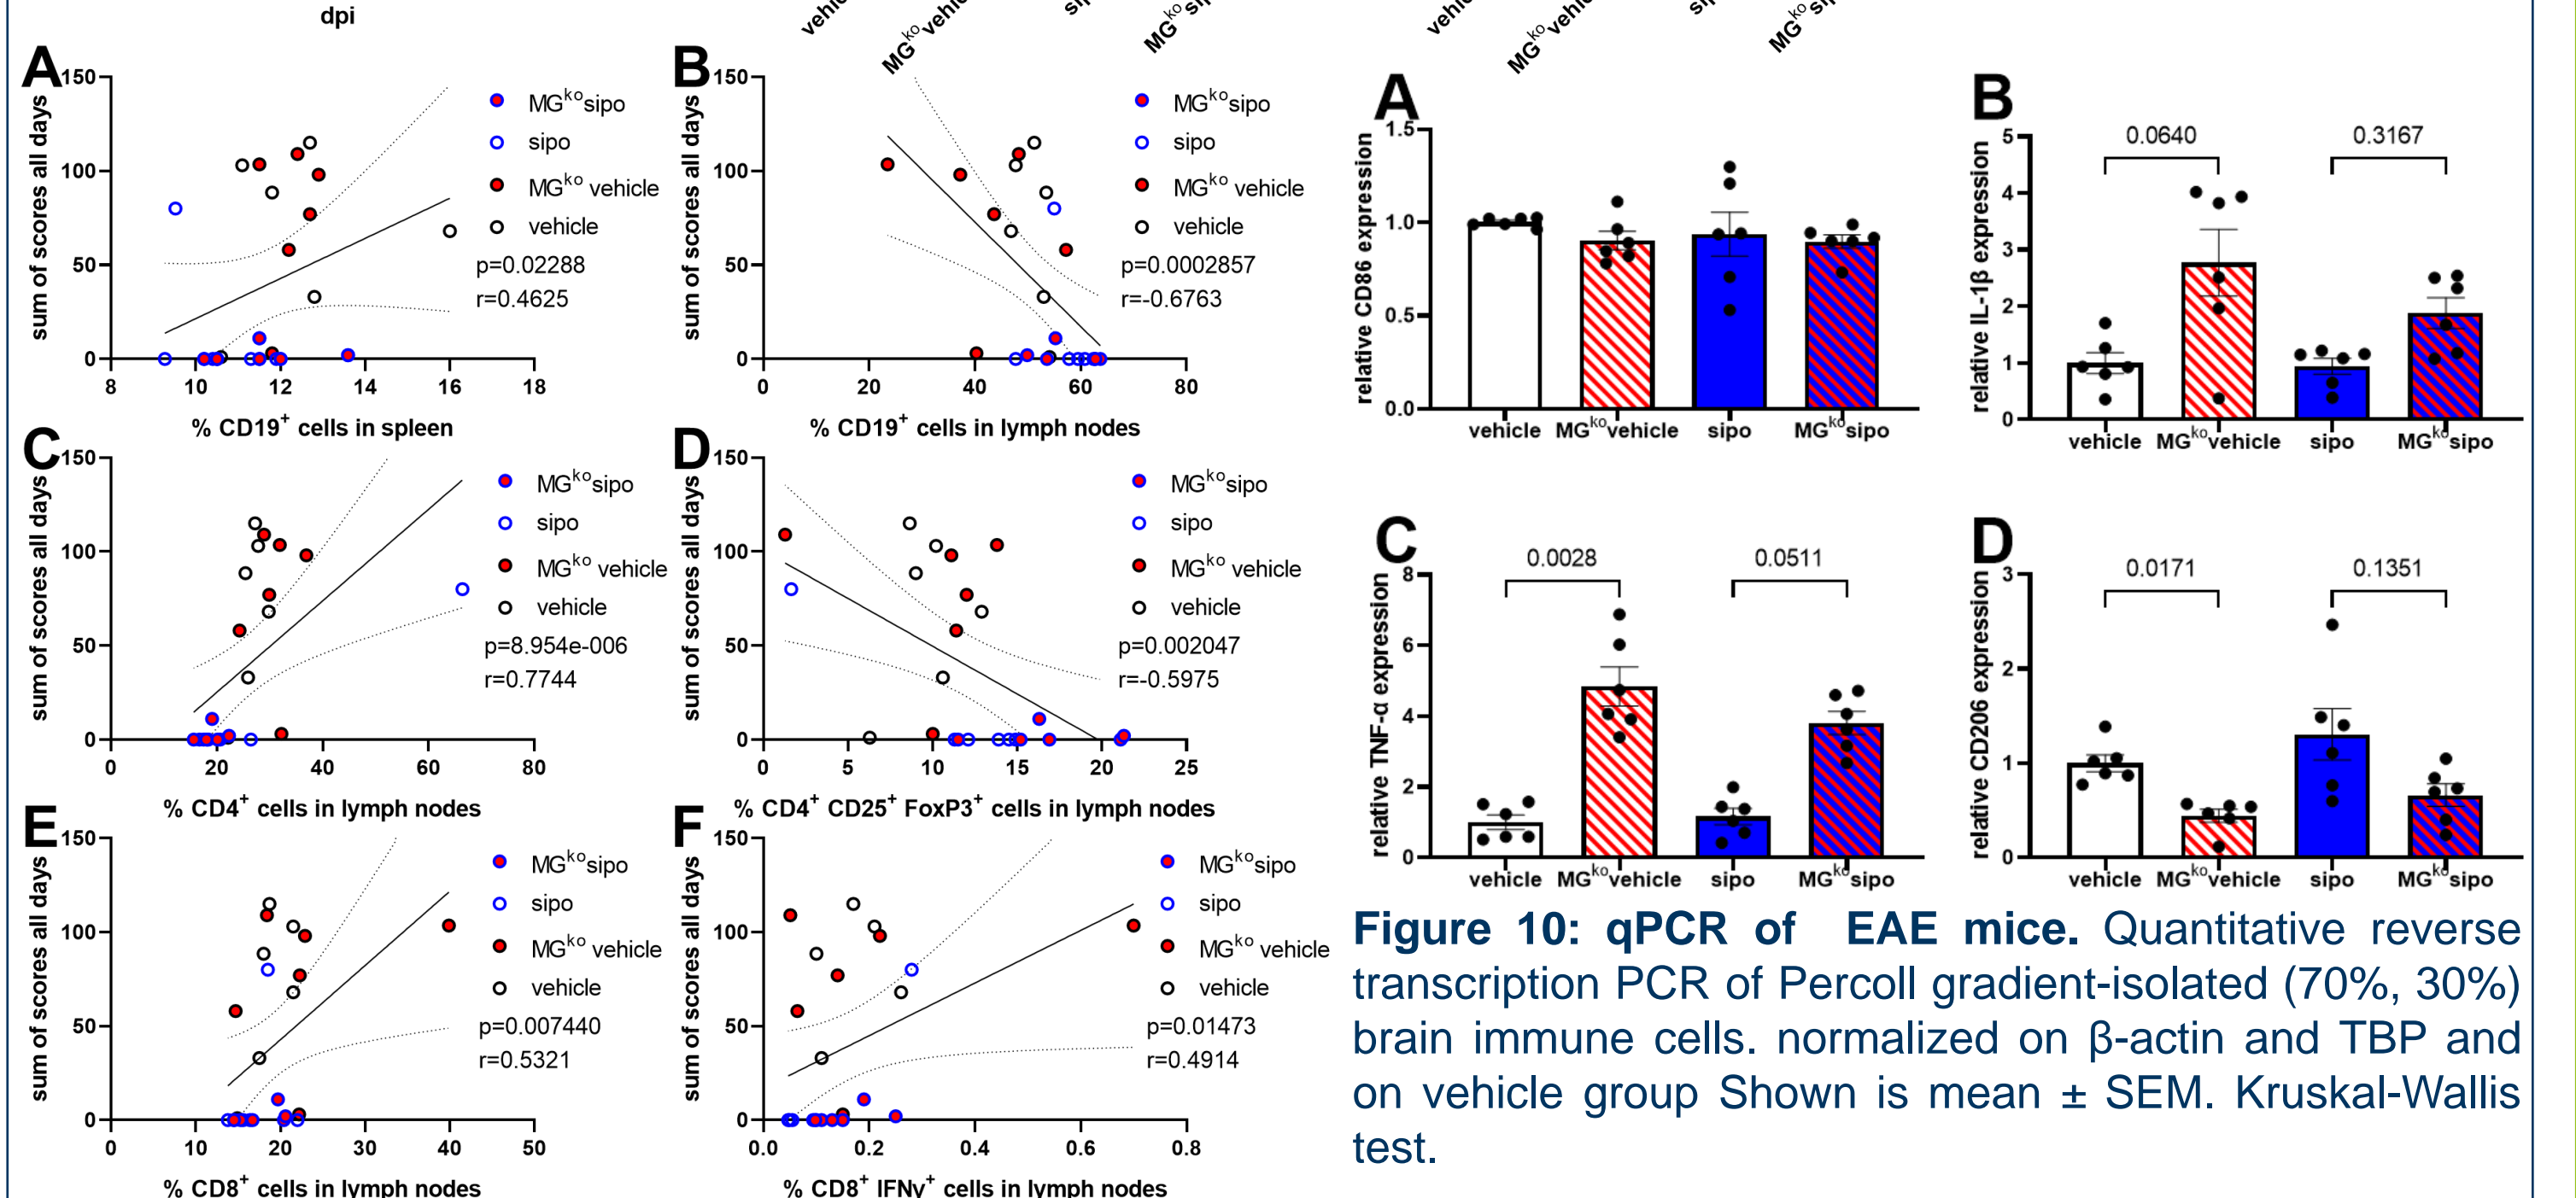 dpi
A
150
100
50
0
sum of scores all days
8 10 12 14 16 18
% CD19⁺ cells in spleen
MGᵏᵒsipo
sipo
MGᵏᵒ vehicle
vehicle
p=0.02288
r=0.4625
B
150
100
50
0
sum of scores all days
0 20 40 60 80
% CD19⁺ cells in lymph nodes
MGᵏᵒsipo
sipo
MGᵏᵒ vehicle
vehicle
p=0.0002857
r=-0.6763
C
150
100
50
0
sum of scores all days
0 20 40 60 80
% CD4⁺ cells in lymph nodes
MGᵏᵒsipo
sipo
MGᵏᵒ vehicle
vehicle
p=8.954e-006
r=0.7744
D
150
100
50
0
sum of scores all days
0 5 10 15 20 25
% CD4⁺ CD25⁺ FoxP3⁺ cells in lymph nodes
MGᵏᵒsipo
sipo
MGᵏᵒ vehicle
vehicle
p=0.002047
r=-0.5975
E
150
100
50
0
sum of scores all days
0 10 20 30 40 50
% CD8⁺ cells in lymph nodes
MGᵏᵒsipo
sipo
MGᵏᵒ vehicle
vehicle
p=0.007440
r=0.5321
F
150
100
50
0
sum of scores all days
0.0 0.2 0.4 0.6 0.8
% CD8⁺ IFNγ⁺ cells in lymph nodes
MGᵏᵒsipo
sipo
MGᵏᵒ vehicle
vehicle
p=0.01473
r=0.4914
A
1.5
1.0
0.5
0.0
relative CD86 expression
vehicle MGᵏᵒvehicle sipo MGᵏᵒsipo
B
5
4
3
2
1
0
relative IL-1β expression
0.0640 0.3167
vehicle MGᵏᵒvehicle sipo MGᵏᵒsipo
C
8
6
4
2
0
relative TNF-α expression
0.0028 0.0511
vehicle MGᵏᵒvehicle sipo MGᵏᵒsipo
D
3
2
1
0
relative CD206 expression
0.0171 0.1351
vehicle MGᵏᵒvehicle sipo MGᵏᵒsipo
Figure 10: qPCR of EAE mice. Quantitative reverse
transcription PCR of Percoll gradient-isolated (70%, 30%)
brain immune cells. normalized on β-actin and TBP and
on vehicle group Shown is mean ± SEM. Kruskal-Wallis
test.